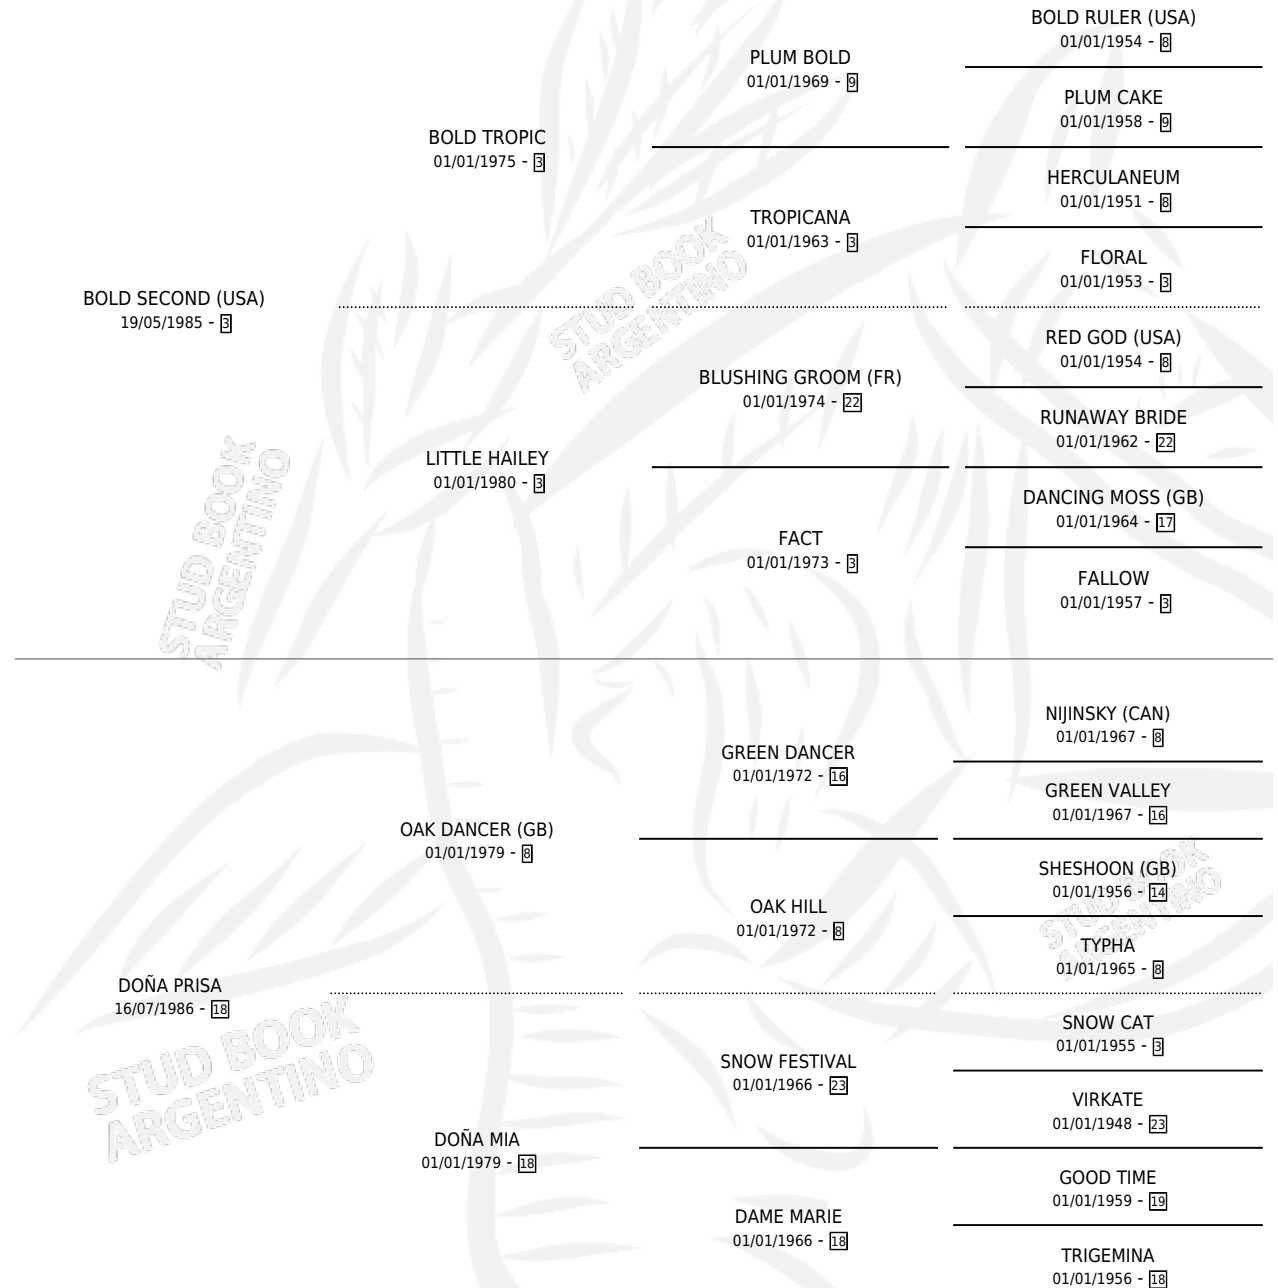 BOLD RULER (USA)
01/01/1954 - 8
PLUM BOLD
01/01/1969 - 9
PLUM CAKE
01/01/1958 - 9
BOLD TROPIC
01/01/1975 - 3
HERCULANEUM
01/01/1951 - 8
TROPICANA
01/01/1963 - 3
FLORAL
01/01/1953 - 3
BOLD SECOND (USA)
19/05/1985 - 3
RED GOD (USA)
01/01/1954 - 8
BLUSHING GROOM (FR)
01/01/1974 - 22
RUNAWAY BRIDE
01/01/1962 - 22
LITTLE HAILEY
01/01/1980 - 3
DANCING MOSS (GB)
01/01/1964 - 17
FACT
01/01/1973 - 3
FALLOW
01/01/1957 - 3
NIJINSKY (CAN)
01/01/1967 - 8
GREEN DANCER
01/01/1972 - 16
GREEN VALLEY
01/01/1967 - 16
OAK DANCER (GB)
01/01/1979 - 8
SHESHOON (GB)
01/01/1956 - 14
OAK HILL
01/01/1972 - 8
TYPHA
01/01/1965 - 8
DOÑA PRISA
16/07/1986 - 18
SNOW CAT
01/01/1955 - 3
SNOW FESTIVAL
01/01/1966 - 23
VIRKATE
01/01/1948 - 23
DOÑA MIA
01/01/1979 - 18
GOOD TIME
01/01/1959 - 19
DAME MARIE
01/01/1966 - 18
TRIGEMINA
01/01/1956 - 18
STUD BOOK
ARGENTINO
STUD BOOK
ARGENTINO
STUD BOOK
ARGENTINO
STUD BOOK
ARGENTINO